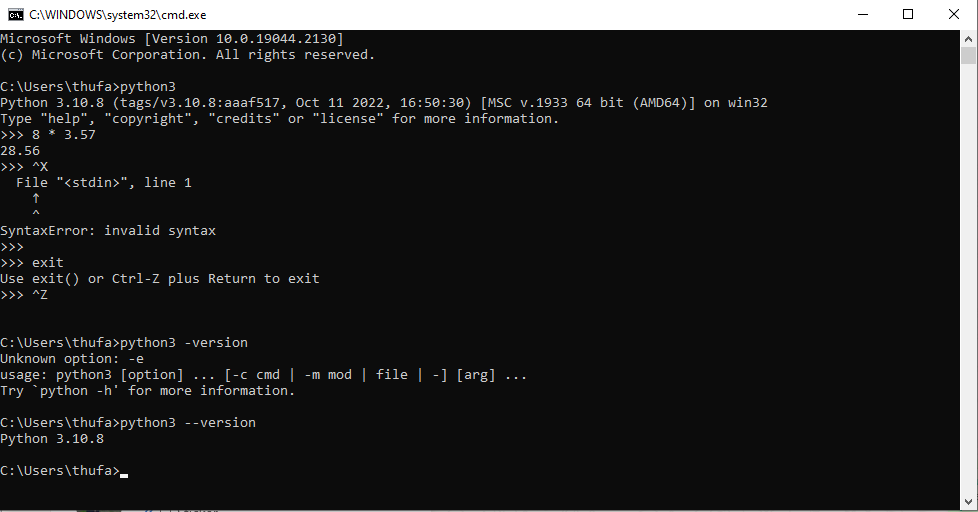 C:\WINDOWS\system32\cmd.exe
Microsoft Windows [Version 10.0.19044.2130]
(c) Microsoft Corporation. All rights reserved.
C:\Users\thufa>python3
Python 3.10.8 (tags/v3.10.8:aaaf517, Oct 11 2022, 16:50:30) [MSC v.1933 64 bit (AMD64)] on win32
Type "help", "copyright", "credits" or "license" for more information.
>>> 8 * 3.57
28.56
>>> ^X
  File "<stdin>", line 1
    ↑
    ^
SyntaxError: invalid syntax
>>>
>>> exit
Use exit() or Ctrl-Z plus Return to exit
>>> ^Z
C:\Users\thufa>python3 -version
Unknown option: -e
usage: python3 [option] ... [-c cmd | -m mod | file | -] [arg] ...
Try `python -h' for more information.
C:\Users\thufa>python3 --version
Python 3.10.8
C:\Users\thufa>